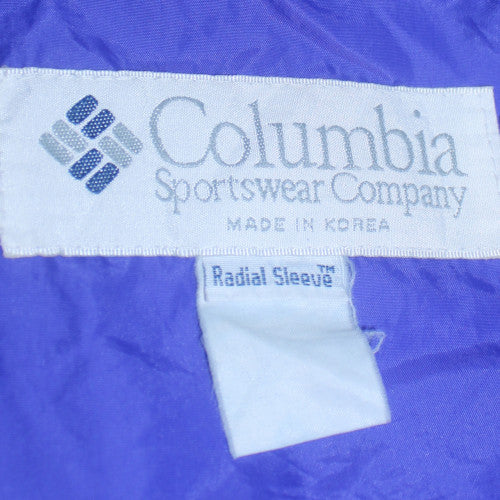 Columbia
Sportswear Company
MADE IN KOREA
Radial Sleeve™